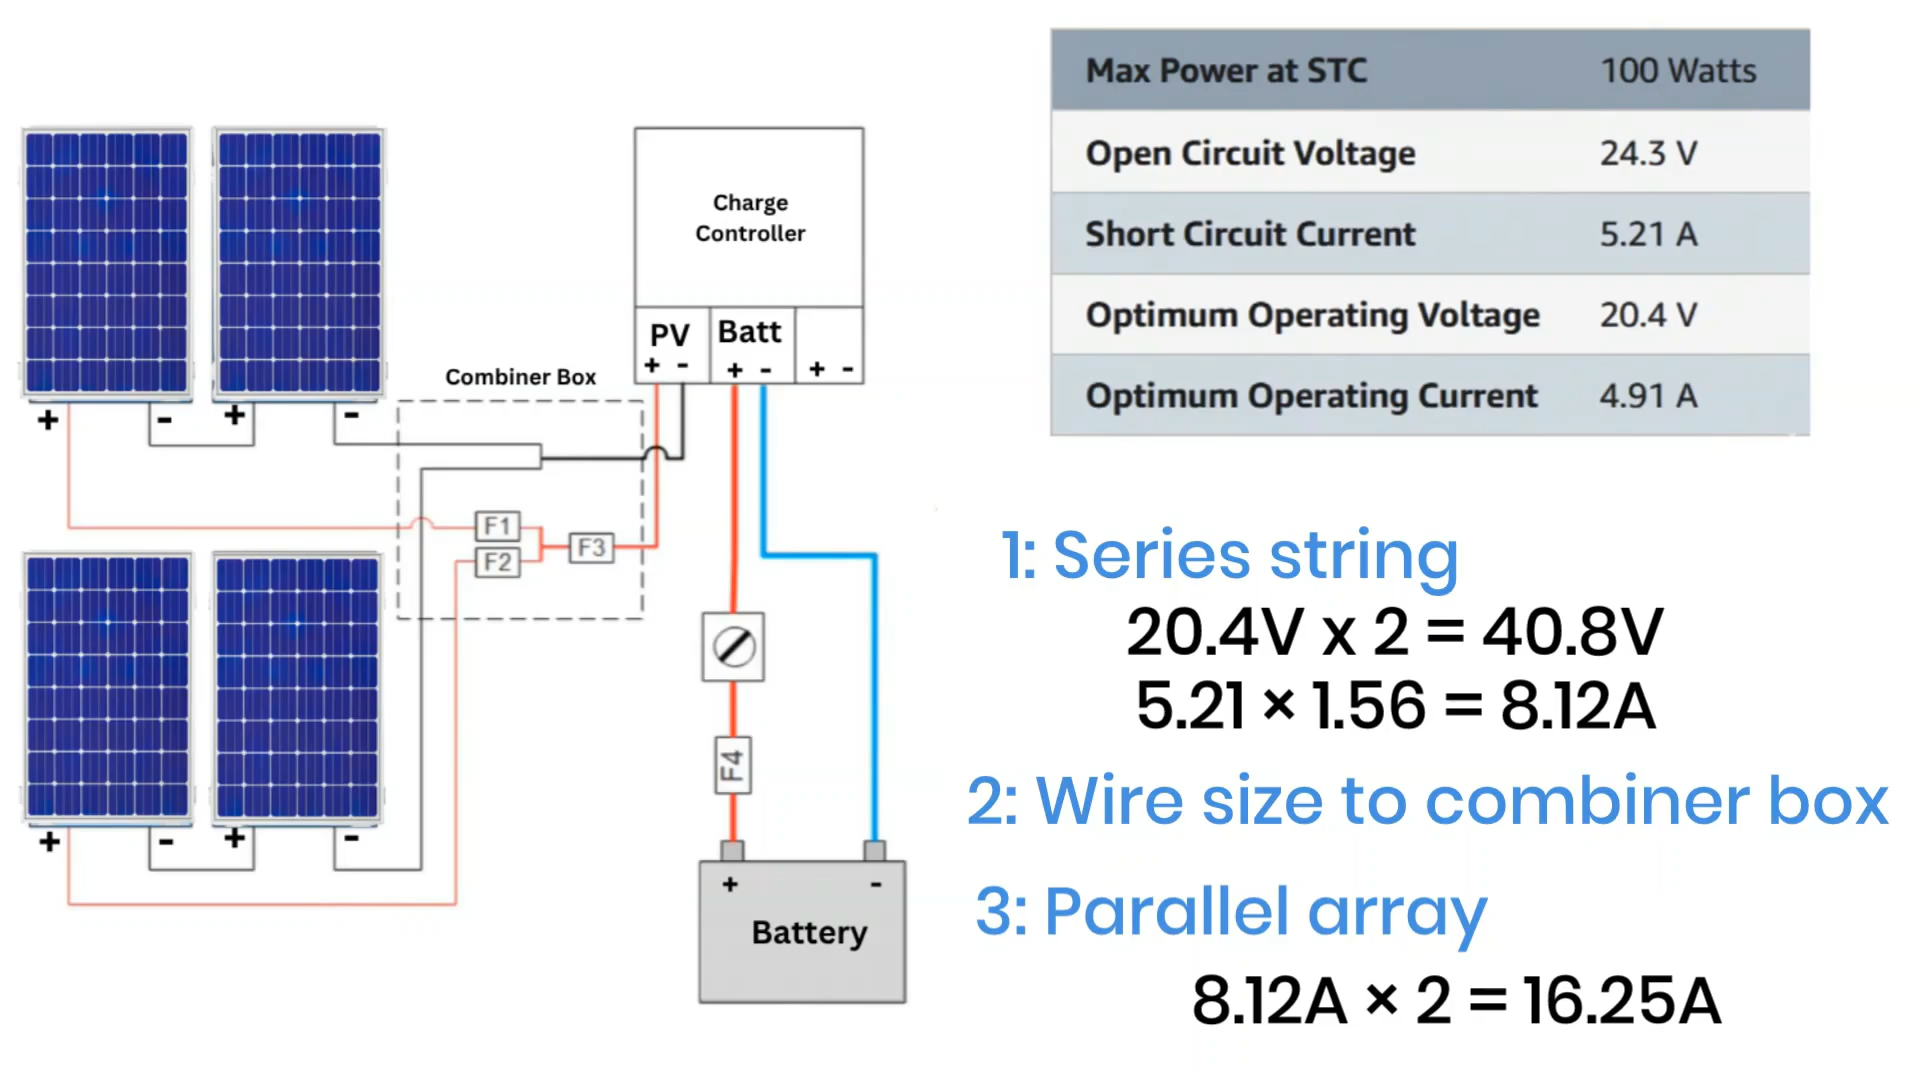 Max Power at STC 100 Watts
Open Circuit Voltage 24.3 V
Short Circuit Current 5.21 A
Optimum Operating Voltage 20.4 V
Optimum Operating Current 4.91 A
Charge
Controller
PV Batt
+ - + - + -
Combiner Box
+ - + -
F1
F2
F3
+ - + -
F4
+ -
Battery
1: Series string
20.4V x 2 = 40.8V
5.21 × 1.56 = 8.12A
2: Wire size to combiner box
3: Parallel array
8.12A × 2 = 16.25A